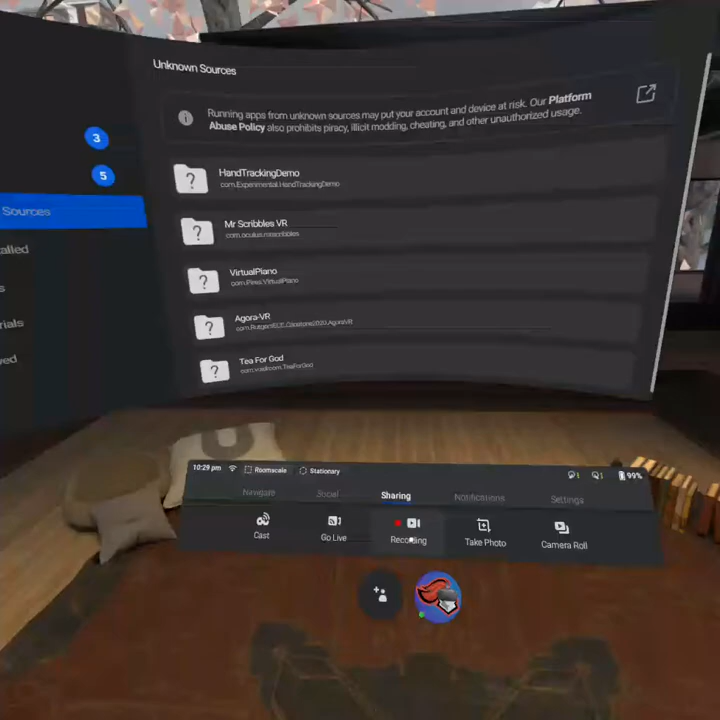 Unknown Sources
Running apps from unknown sources may put your account and device at risk. Our Platform
Abuse Policy also prohibits piracy, illicit modding, cheating, and other unauthorized usage.
3
5
Sources
alled
s
rials
ved
HandTrackingDemo
com.Experimental.HandTrackingDemo
Mr Scribbles VR
VirtualPiano
Agora-VR
Tea For God
com.voidroom.TeaForGod
10:29 pm
Roomscale
Stationary
99%
Navigate
Social
Sharing
Notifications
Settings
Cast
Go Live
Recording
Take Photo
Camera Roll